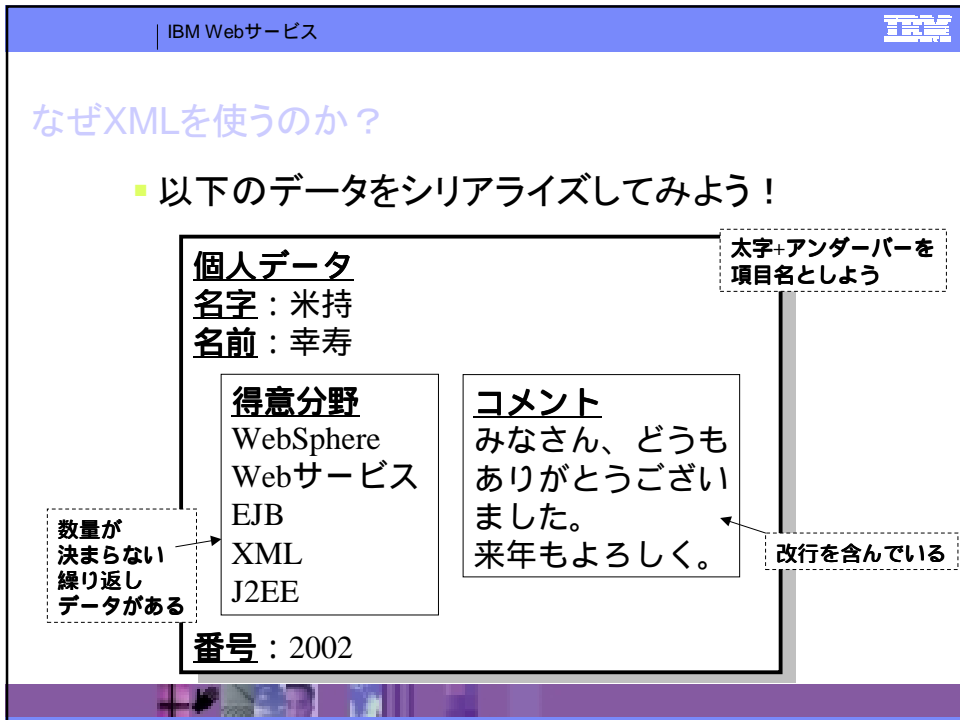 IBM Webサービス
IBM
なぜXMLを使うのか？
以下のデータをシリアライズしてみよう！
太字+アンダーバーを
項目名としよう
個人データ
名字：米持
名前：幸寿
得意分野
WebSphere
Webサービス
EJB
XML
J2EE
コメント
みなさん、どうも
ありがとうござい
ました。
来年もよろしく。
数量が
決まらない
繰り返し
データがある
改行を含んでいる
番号：2002